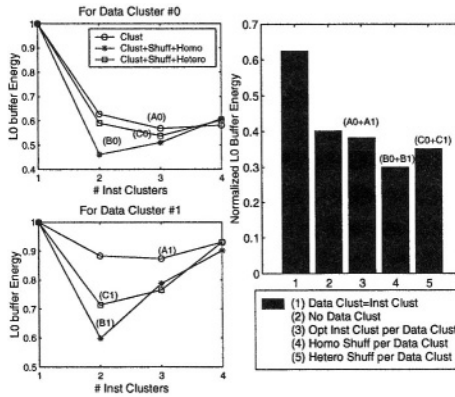 For Data Cluster #0
L0 buffer Energy
1
0.9
0.8
0.7
0.6
0.5
0.4
Clust
Clust+Shuff+Homo
Clust+Shuff+Hetero
(A0)
(B0)
(C0)
1 2 3 4
# Inst Clusters
For Data Cluster #1
L0 buffer Energy
1
0.9
0.8
0.7
0.6
0.5
(A1)
(C1)
(B1)
1 2 3 4
# Inst Clusters
Normalized L0 Buffer Energy
0.7
0.6
0.5
0.4
0.3
0.2
0.1
0
(A0+A1)
(B0+B1)
(C0+C1)
1 2 3 4 5
(1) Data Clust=Inst Clust
(2) No Data Clust
(3) Opt Inst Clust per Data Clust
(4) Homo Shuff per Data Clust
(5) Hetero Shuff per Data Clust